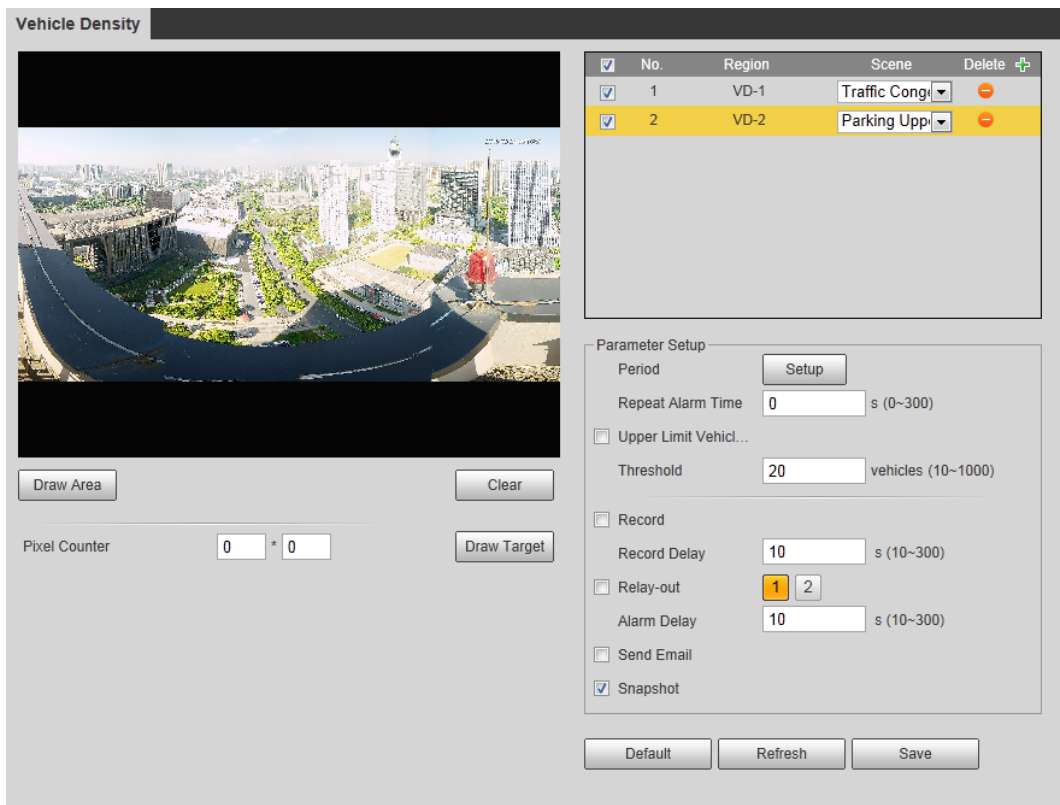 Vehicle Density
No. Region Scene Delete
1 VD-1 Traffic Cong
2 VD-2 Parking Upp
Parameter Setup
Period Setup
Repeat Alarm Time 0 s (0~300)
Upper Limit Vehicl...
Threshold 20 vehicles (10~1000)
Draw Area Clear
Record
Pixel Counter 0 * 0 Draw Target
Record Delay 10 s (10~300)
Relay-out 1 2
Alarm Delay 10 s (10~300)
Send Email
Snapshot
Default Refresh Save